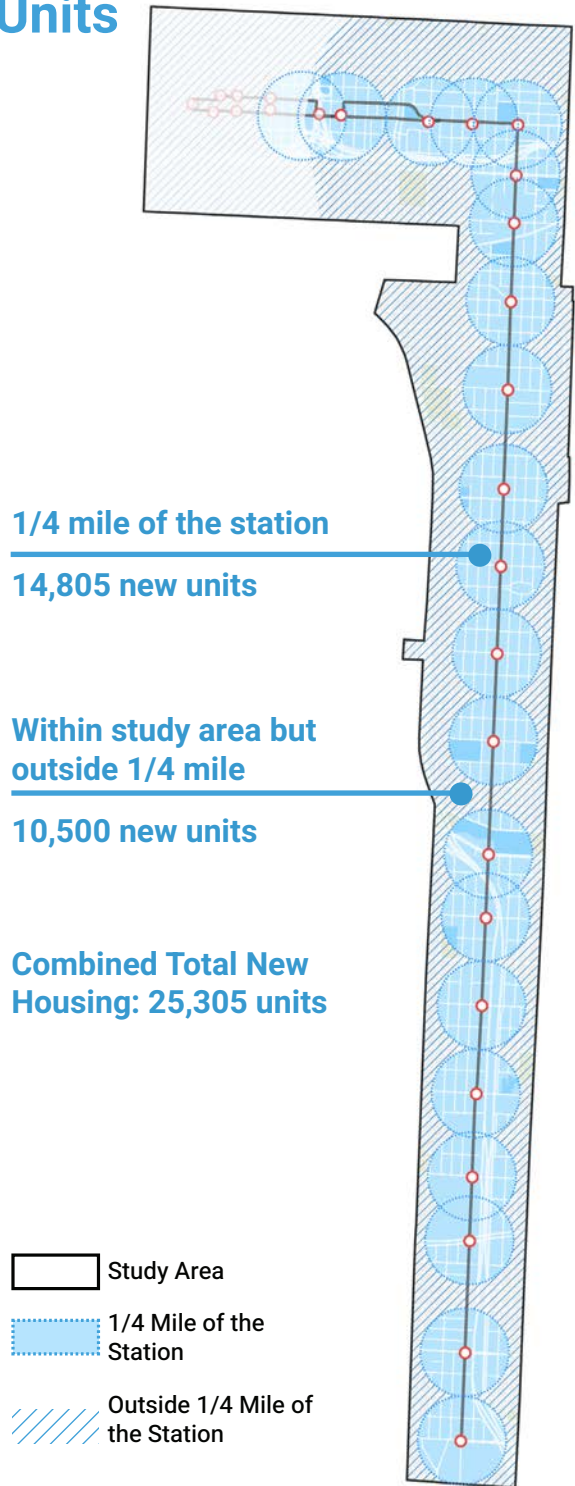 Units
1/4 mile of the station
14,805 new units
Within study area but
outside 1/4 mile
10,500 new units
Combined Total New
Housing: 25,305 units
Study Area
1/4 Mile of the
Station
Outside 1/4 Mile of
the Station